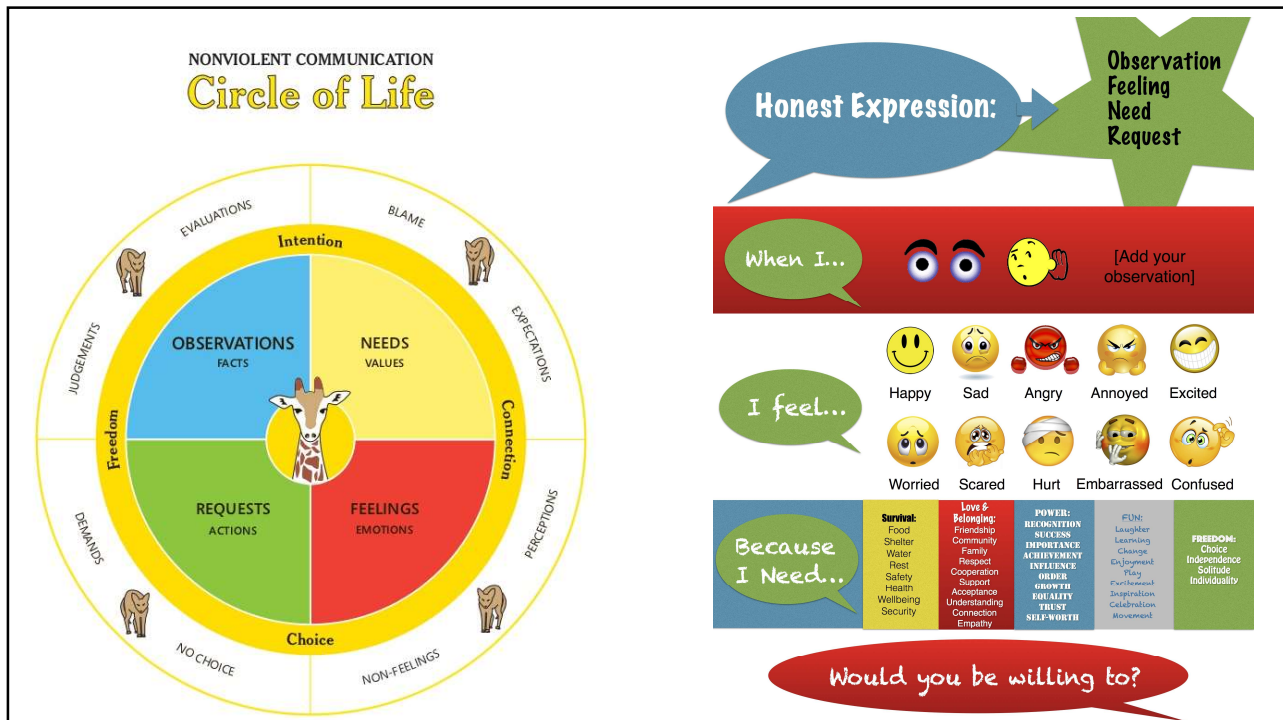 NONVIOLENT COMMUNICATION
Circle of Life
EVALUATIONS
BLAME
JUDGEMENTS
EXPECTATIONS
DEMANDS
PERCEPTIONS
NO CHOICE
NON-FEELINGS
Intention
Freedom
Connection
Choice
OBSERVATIONS
FACTS
NEEDS
VALUES
REQUESTS
ACTIONS
FEELINGS
EMOTIONS
Honest Expression:
Observation
Feeling
Need
Request
When I...
[Add your
observation]
I feel...
Happy Sad Angry Annoyed Excited
Worried Scared Hurt Embarrassed Confused
Because
I Need...
Survival:
Food
Shelter
Water
Rest
Safety
Health
Wellbeing
Security
Love &
Belonging:
Friendship
Community
Family
Respect
Cooperation
Support
Acceptance
Understanding
Connection
Empathy
POWER:
RECOGNITION
SUCCESS
IMPORTANCE
ACHIEVEMENT
INFLUENCE
ORDER
GROWTH
EQUALITY
TRUST
SELF-WORTH
FUN:
Laughter
Learning
Change
Enjoyment
Play
Excitement
Inspiration
Celebration
Movement
FREEDOM:
Choice
Independence
Solitude
Individuality
Would you be willing to?